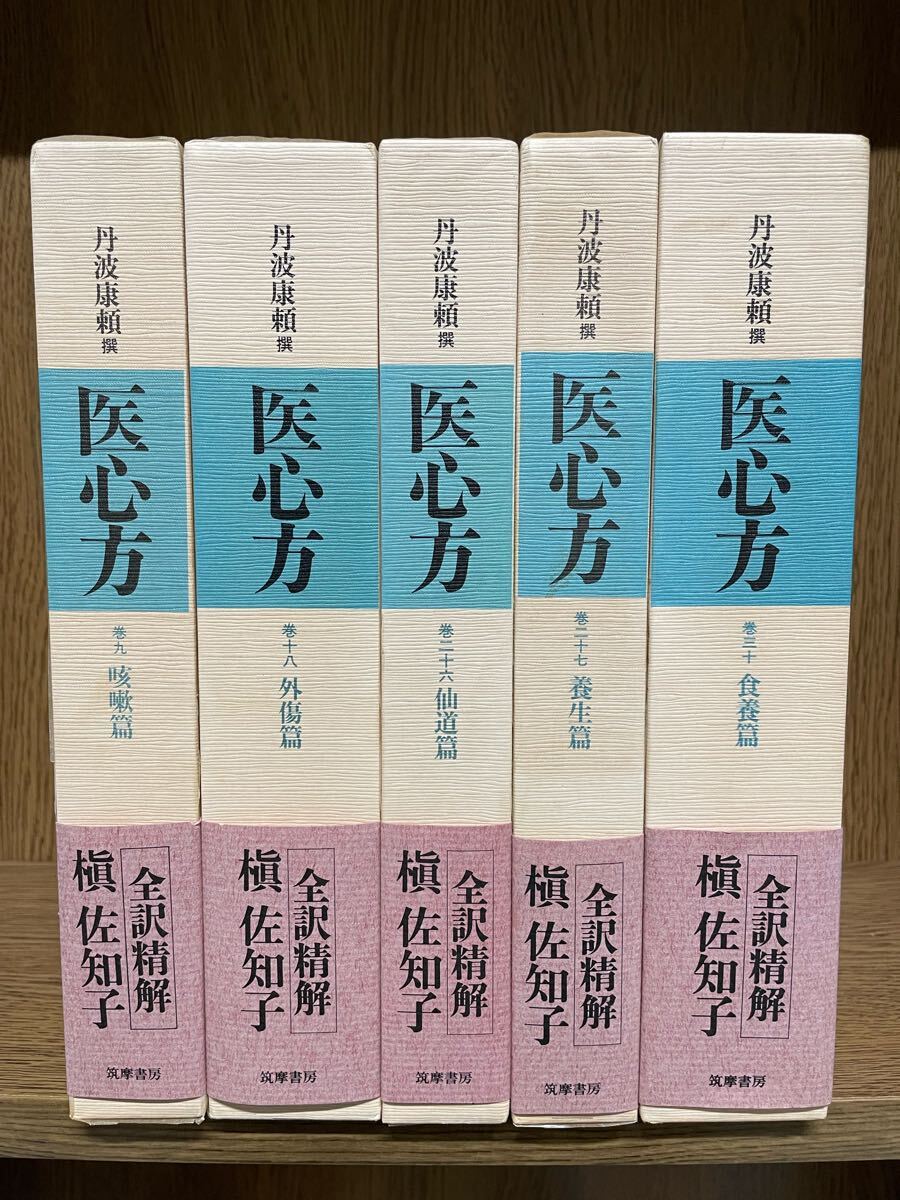 丹波康頼 撰
医心方
巻九 咳嗽篇
全訳精解
槇 佐知子
筑摩書房
丹波康頼 撰
医心方
巻十八 外傷篇
全訳精解
槇 佐知子
筑摩書房
丹波康頼 撰
医心方
巻二十六 仙道篇
全訳精解
槇 佐知子
筑摩書房
丹波康頼 撰
医心方
巻二十七 養生篇
全訳精解
槇 佐知子
筑摩書房
丹波康頼 撰
医心方
巻三十 食養篇
全訳精解
槇 佐知子
筑摩書房